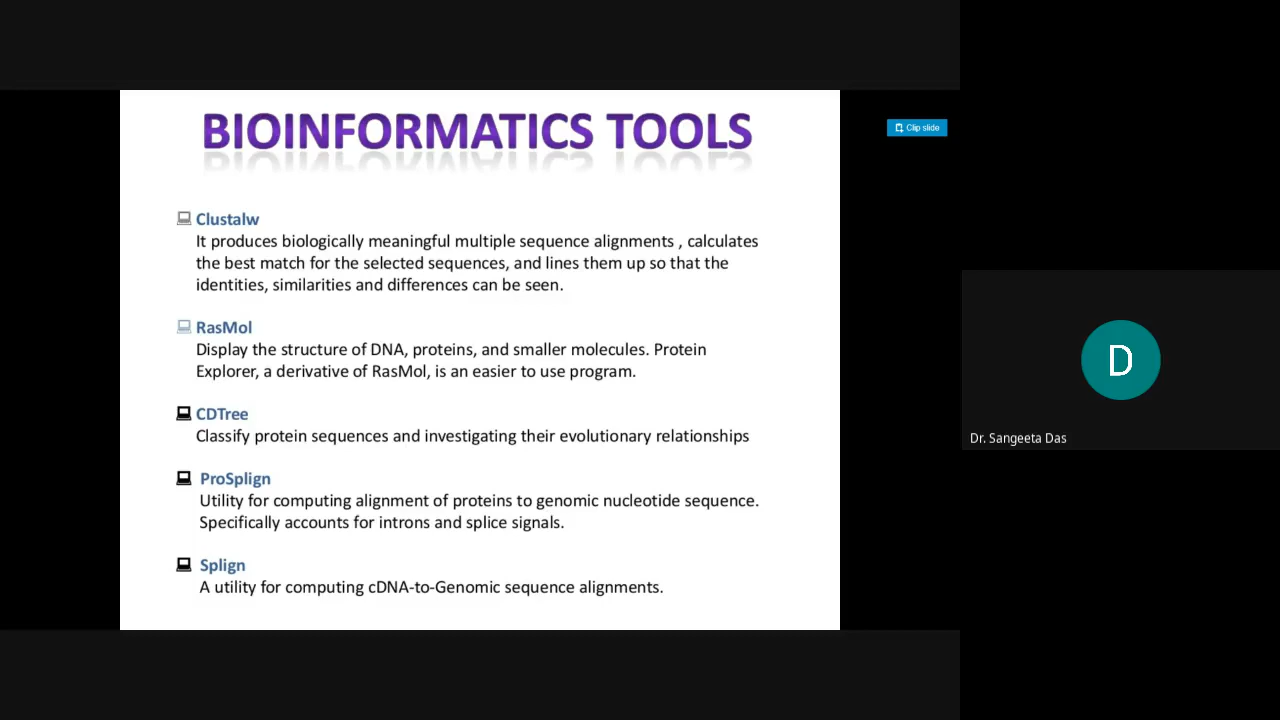 BIOINFORMATICS TOOLS
Clip slide
Clustalw
It produces biologically meaningful multiple sequence alignments , calculates
the best match for the selected sequences, and lines them up so that the
identities, similarities and differences can be seen.
RasMol
Display the structure of DNA, proteins, and smaller molecules. Protein
Explorer, a derivative of RasMol, is an easier to use program.
CDTree
Classify protein sequences and investigating their evolutionary relationships
ProSplign
Utility for computing alignment of proteins to genomic nucleotide sequence.
Specifically accounts for introns and splice signals.
Splign
A utility for computing cDNA-to-Genomic sequence alignments.
D
Dr. Sangeeta Das